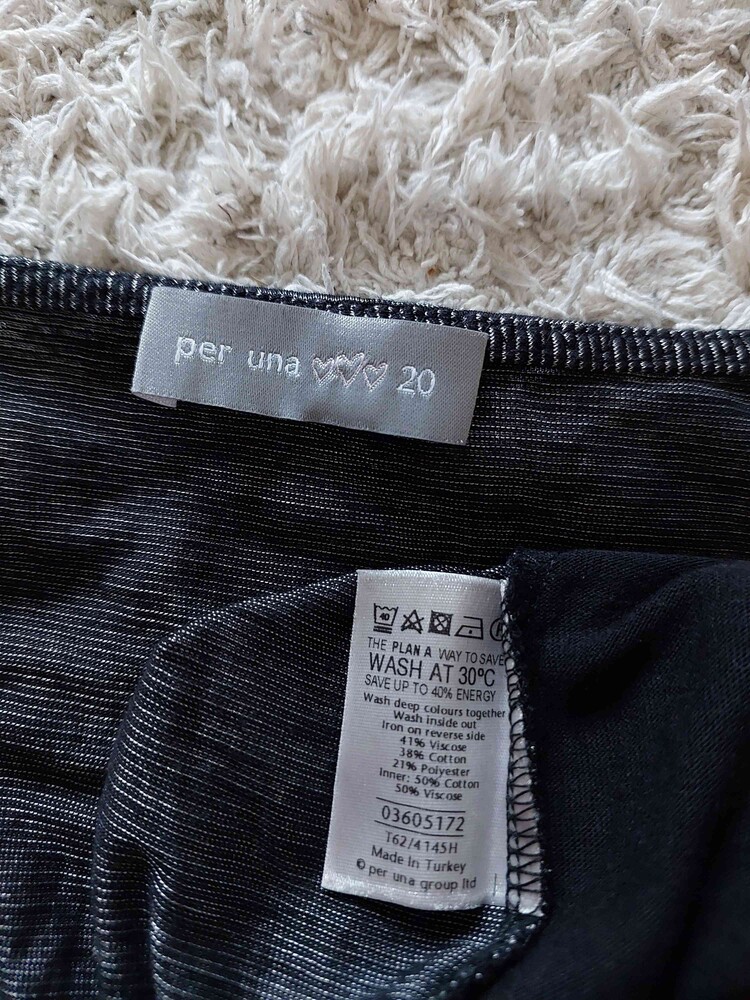 per una 20
40
THE PLAN A WAY TO SAVE
WASH AT 30ºC
SAVE UP TO 40% ENERGY
Wash deep colours together
Wash inside out
Iron on reverse side
41% Viscose
38% Cotton
21% Polyester
Inner: 50% Cotton
50% Viscose
03605172
T62/4145H
Made In Turkey
© per una group ltd